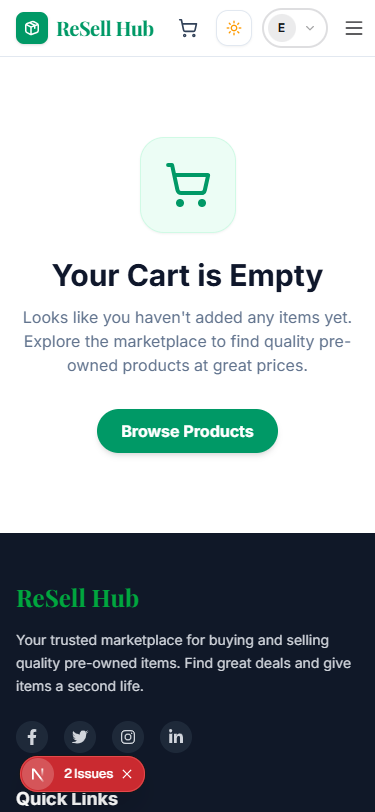 ReSell Hub
E
Your Cart is Empty
Looks like you haven't added any items yet.
Explore the marketplace to find quality pre-
owned products at great prices.
Browse Products
ReSell Hub
Your trusted marketplace for buying and selling
quality pre-owned items. Find great deals and give
items a second life.
N
2 Issues
Quick Links